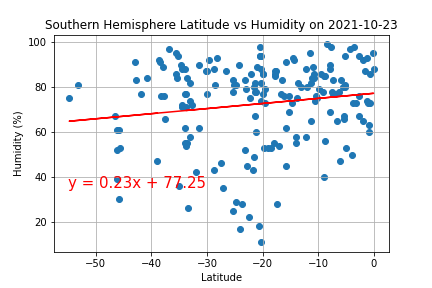 Southern Hemisphere Latitude vs Humidity on 2021-10-23
100
80
60
40
20
Humidity (%)
y = 0.23x + 77.25
−50
−40
−30
−20
−10
0
Latitude